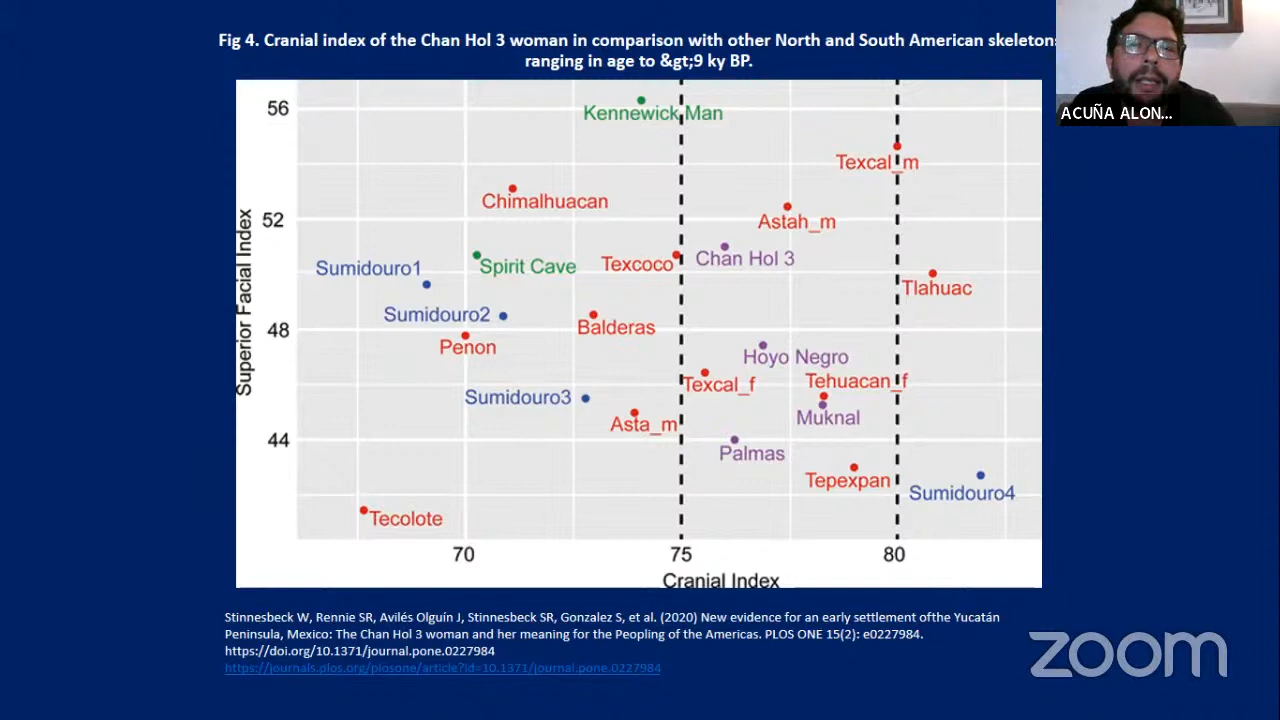 Fig 4. Cranial index of the Chan Hol 3 woman in comparison with other North and South American skeletons
ranging in age to &gt;9 ky BP.
ACUÑA ALON...
56
Kennewick Man
Texcal_m
Chimalhuacan
52
Astah_m
Sumidouro1
Spirit Cave
Texcoco
Chan Hol 3
Tlahuac
Sumidouro2
48
Balderas
Penon
Hoyo Negro
Texcal_f
Tehuacan_f
Sumidouro3
Asta_m
Muknal
44
Palmas
Tepexpan
Sumidouro4
Tecolote
Superior Facial Index
70
75
80
Cranial Index
Stinnesbeck W, Rennie SR, Avilés Olguín J, Stinnesbeck SR, Gonzalez S, et al. (2020) New evidence for an early settlement ofthe Yucatán
Peninsula, Mexico: The Chan Hol 3 woman and her meaning for the Peopling of the Americas. PLOS ONE 15(2): e0227984.
https://doi.org/10.1371/journal.pone.0227984
https://journals.plos.org/plosone/article?id=10.1371/journal.pone.0227984
zoom